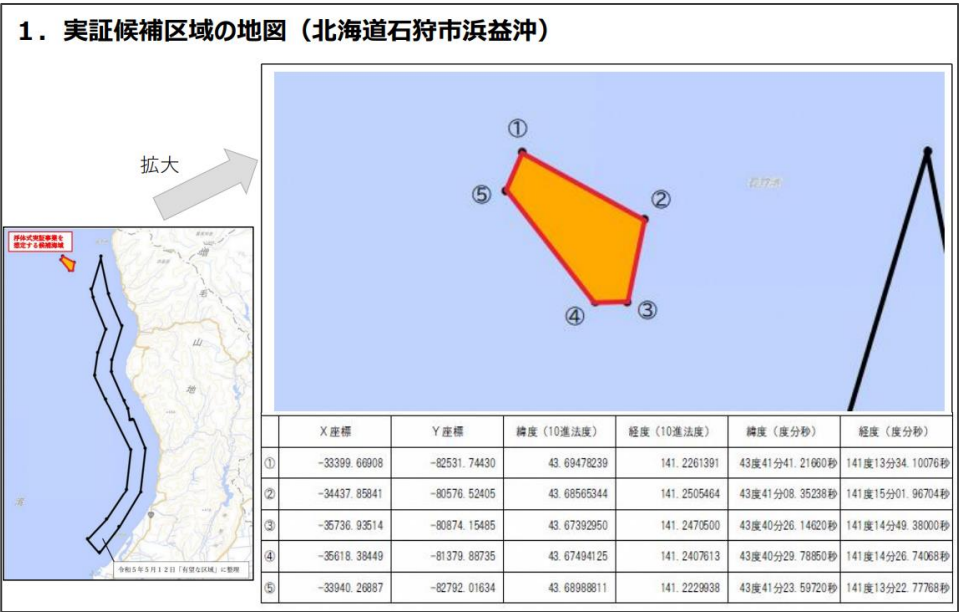 1．実証候補区域の地図（北海道石狩市浜益沖）
拡大
浮体式実証事業を
想定する候補海域
①
②
③
④
⑤
石狩湾
山
地
令和5年5月12日「有望な区域」に整理
X座標 Y座標 緯度（10進法度） 経度（10進法度） 緯度（度分秒） 経度（度分秒）
① -33399.66908 -82531.74430 43.69478239 141.2261391 43度41分41.21660秒 141度13分34.10076秒
② -34437.85841 -80576.52405 43.68565344 141.2505464 43度41分08.35238秒 141度15分01.96704秒
③ -35736.93514 -80874.15485 43.67392950 141.2470500 43度40分26.14620秒 141度14分49.38000秒
④ -35618.38449 -81379.88735 43.67494125 141.2407613 43度40分29.78850秒 141度14分26.74068秒
⑤ -33940.26887 -82792.01634 43.68988811 141.2229938 43度41分23.59720秒 141度13分22.77768秒